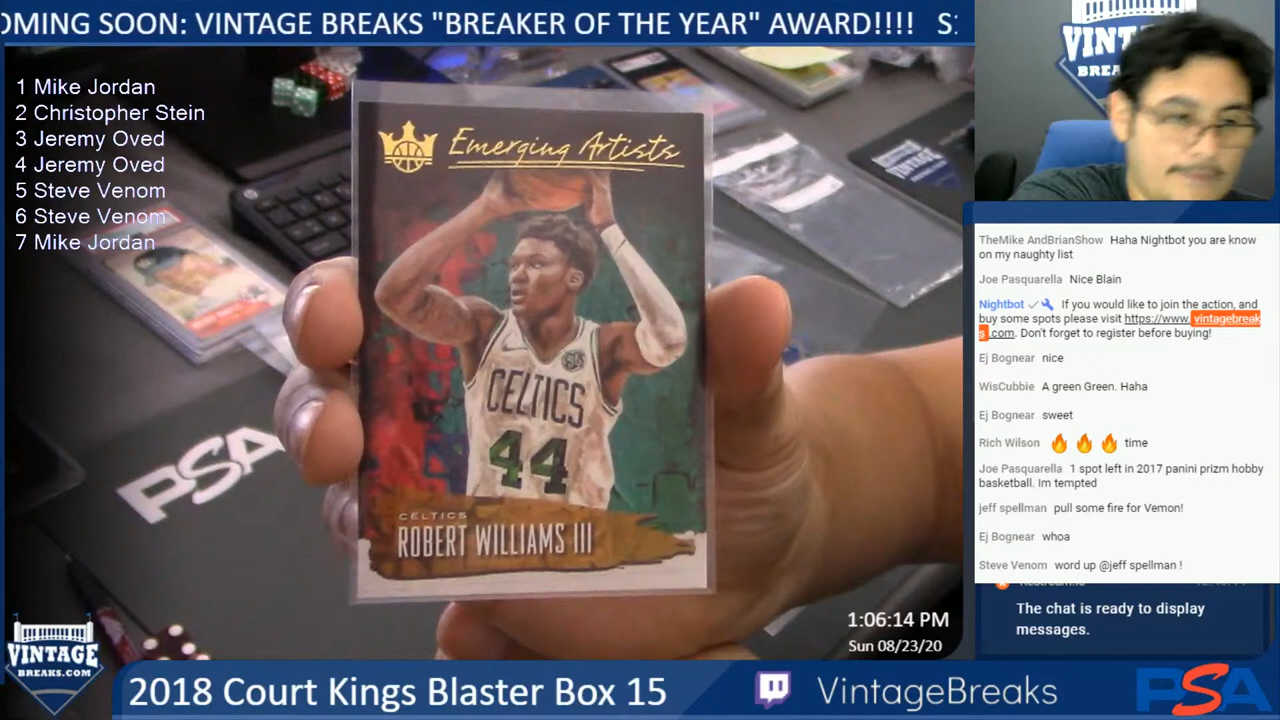 OMING SOON: VINTAGE BREAKS "BREAKER OF THE YEAR" AWARD!!!! S
1 Mike Jordan
2 Christopher Stein
3 Jeremy Oved
4 Jeremy Oved
5 Steve Venom
6 Steve Venom
7 Mike Jordan
Emerging Artists
CELTICS
44
CELTICS
ROBERT WILLIAMS III
PSA
VINTAGE
BREAKS.COM
1:06:14 PM
Sun 08/23/20
2018 Court Kings Blaster Box 15
VintageBreaks
PSA
VINT
BREA
TheMike AndBrianShow Haha Nightbot you are know
on my naughty list
Joe Pasquarella Nice Blain
Nightbot If you would like to join the action, and
buy some spots please visit https://www.vintagebreak
s.com. Don't forget to register before buying!
Ej Bognear nice
WisCubbie A green Green. Haha
Ej Bognear sweet
Rich Wilson 🔥 🔥 🔥 time
Joe Pasquarella 1 spot left in 2017 panini prizm hobby
basketball. Im tempted
jeff spellman pull some fire for Vemon!
Ej Bognear whoa
Steve Venom word up @jeff spellman !
The chat is ready to display
messages.